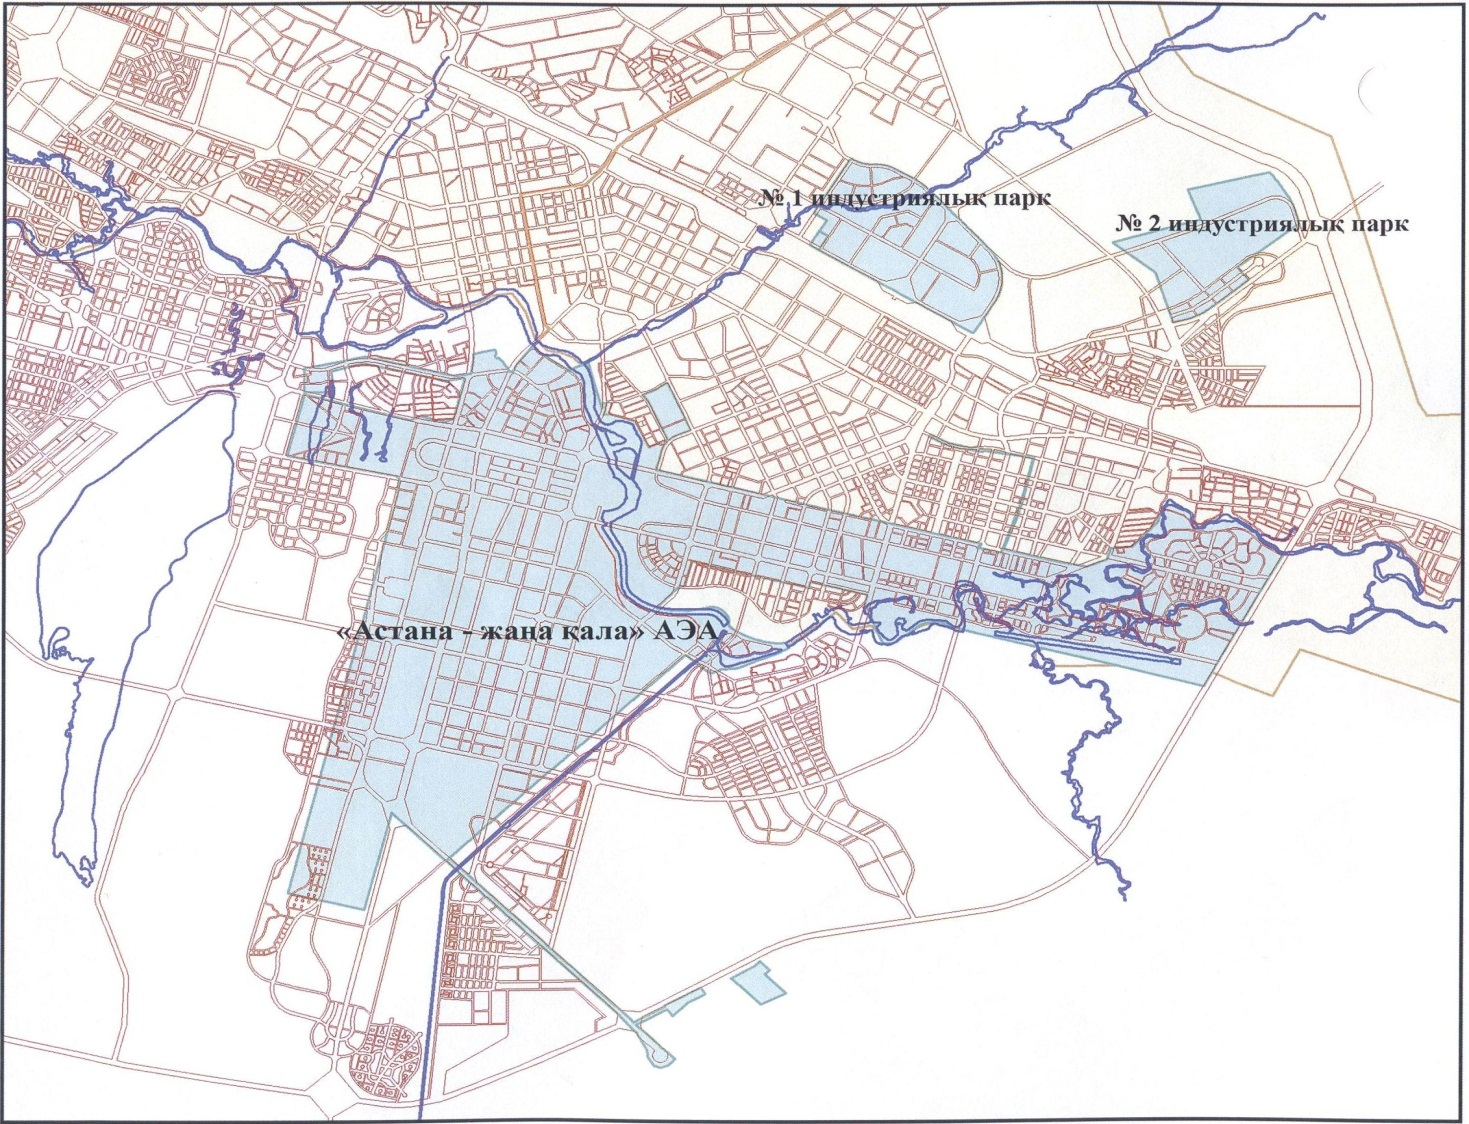 № 1 индустриялық парк
№ 2 индустриялық парк
«Астана - жаңа қала» АЭА